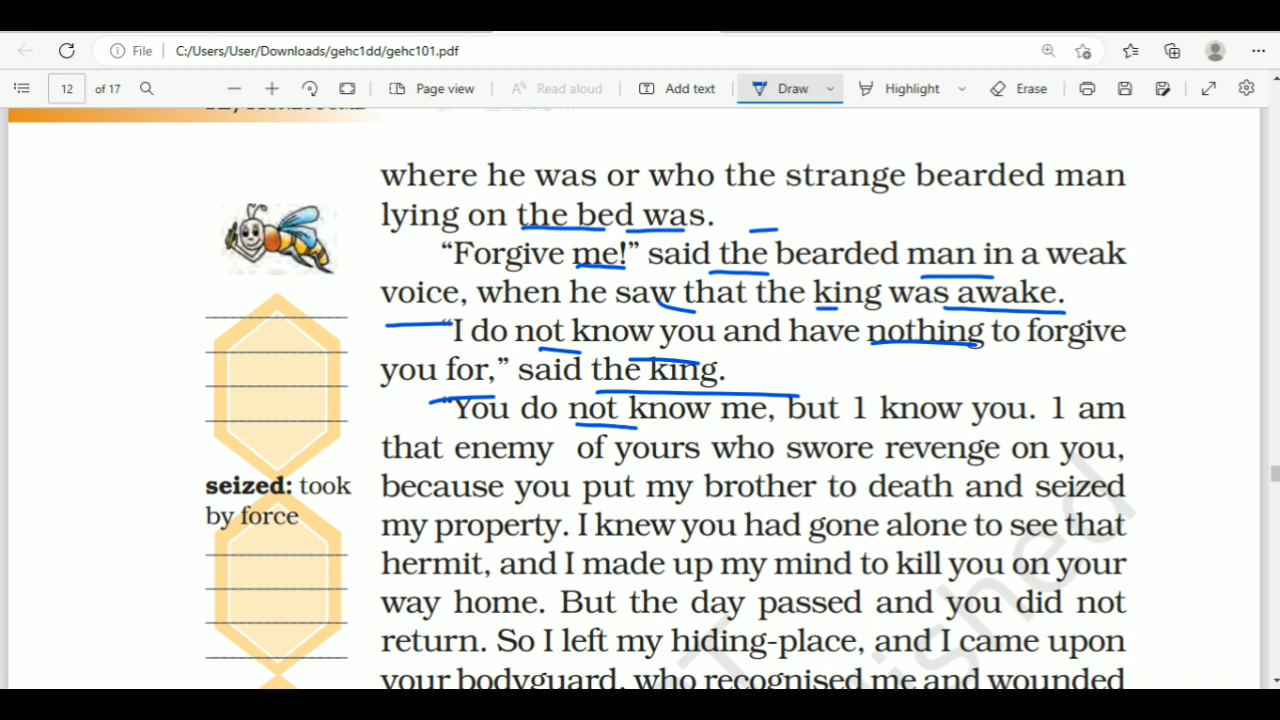 File
C:/Users/User/Downloads/gehc1dd/gehc101.pdf
12 of 17
Page view
Read aloud
Add text
Draw
Highlight
Erase
where he was or who the strange bearded man
lying on the bed was.
“Forgive me!” said the bearded man in a weak
voice, when he saw that the king was awake.
“I do not know you and have nothing to forgive
you for,” said the king.
“You do not know me, but 1 know you. 1 am
that enemy of yours who swore revenge on you,
because you put my brother to death and seized
my property. I knew you had gone alone to see that
hermit, and I made up my mind to kill you on your
way home. But the day passed and you did not
return. So I left my hiding-place, and I came upon
your bodyguard, who recognised me and wounded
seized: took
by force